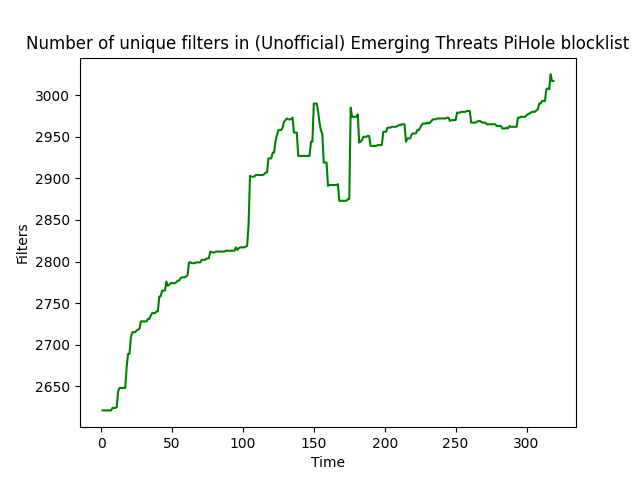 Number of unique filters in (Unofficial) Emerging Threats PiHole blocklist
3000
2950
2900
2850
2800
2750
2700
2650
Filters
0 50 100 150 200 250 300
Time